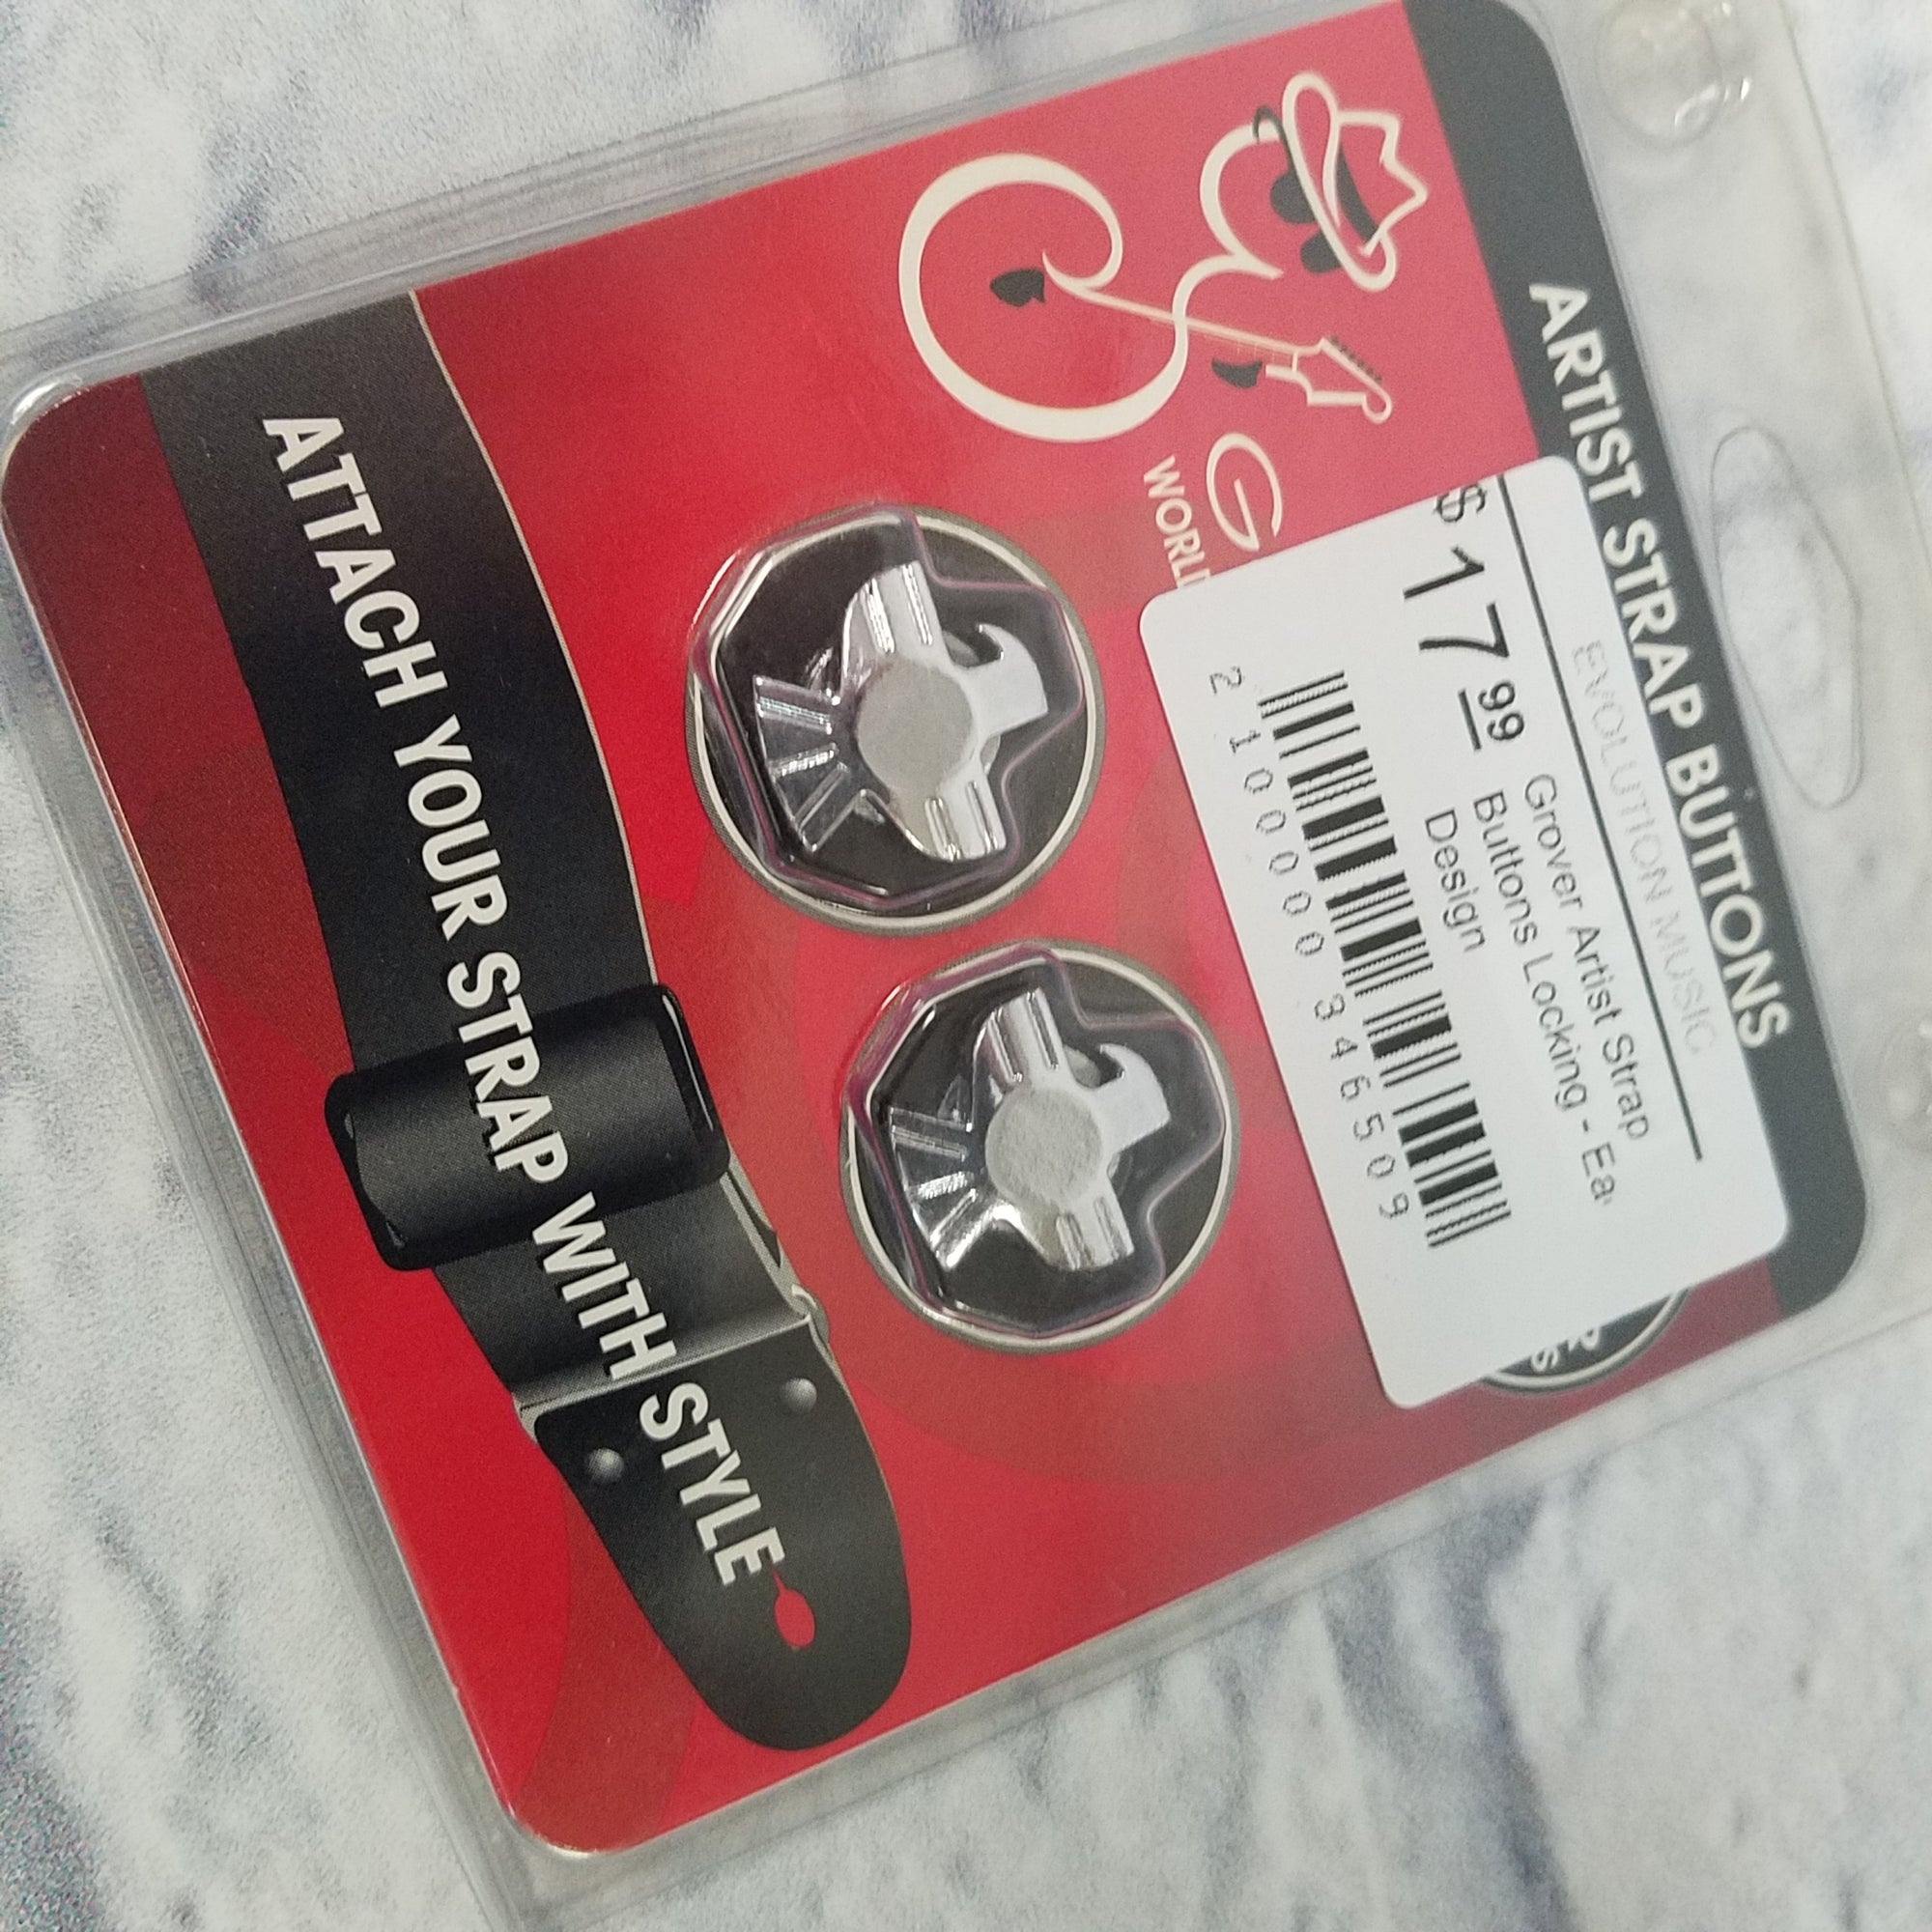 ARTIST STRAP BUTTONS
EVOLUTION MUSIC
$17.99
Grover Artist Strap
Buttons Locking - Ea
Design
2 100000 346509
G
WORL
ATTACH YOUR STRAP WITH STYLE